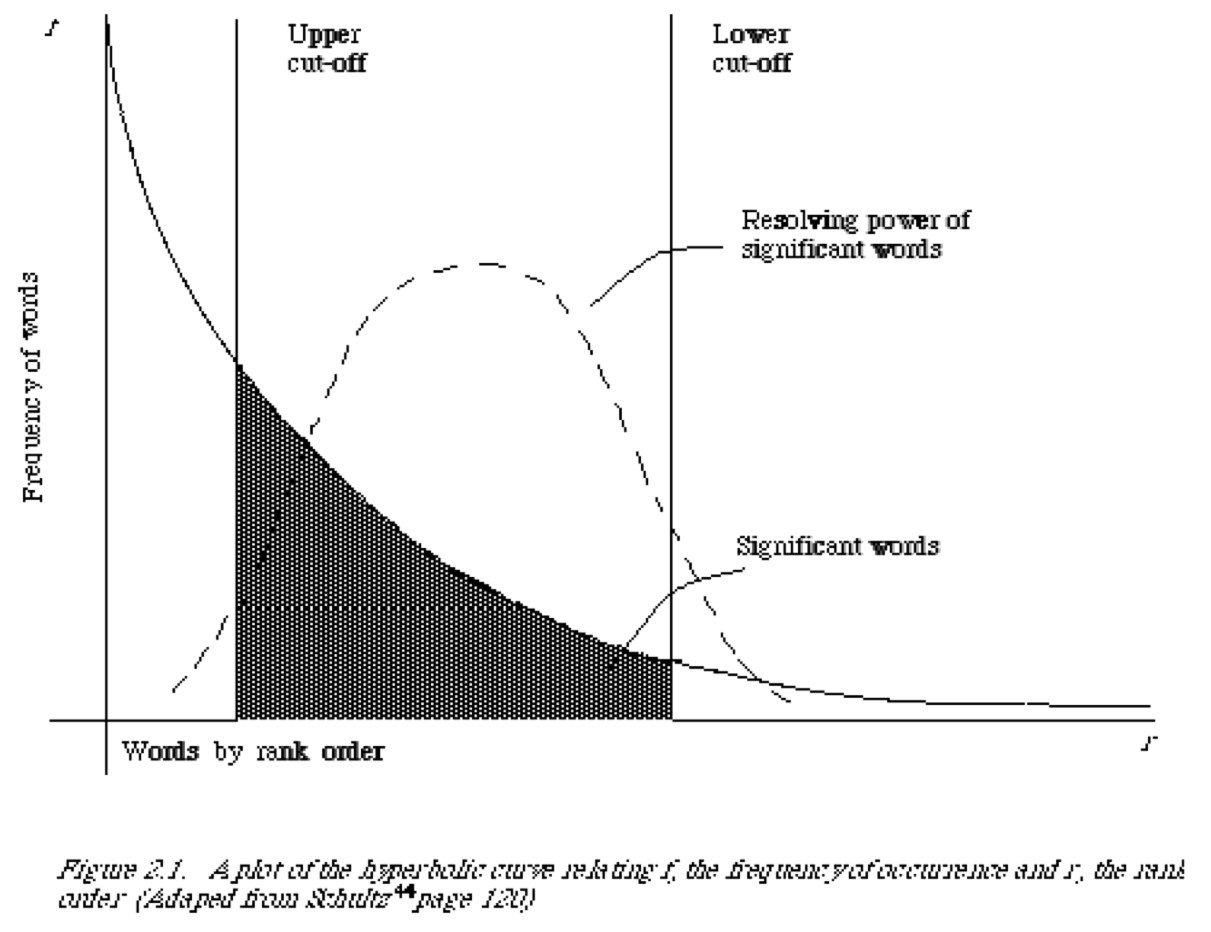 f
Upper
cut-off
Lower
cut-off
Resolving power of
significant words
Frequency of words
Significant words
Words by rank order
r
Figure 2.1. A plot of the hyperbolic curve relating f, the frequency of occurrence and r, the rank
order (Adaped from Schultz 44 page 120)